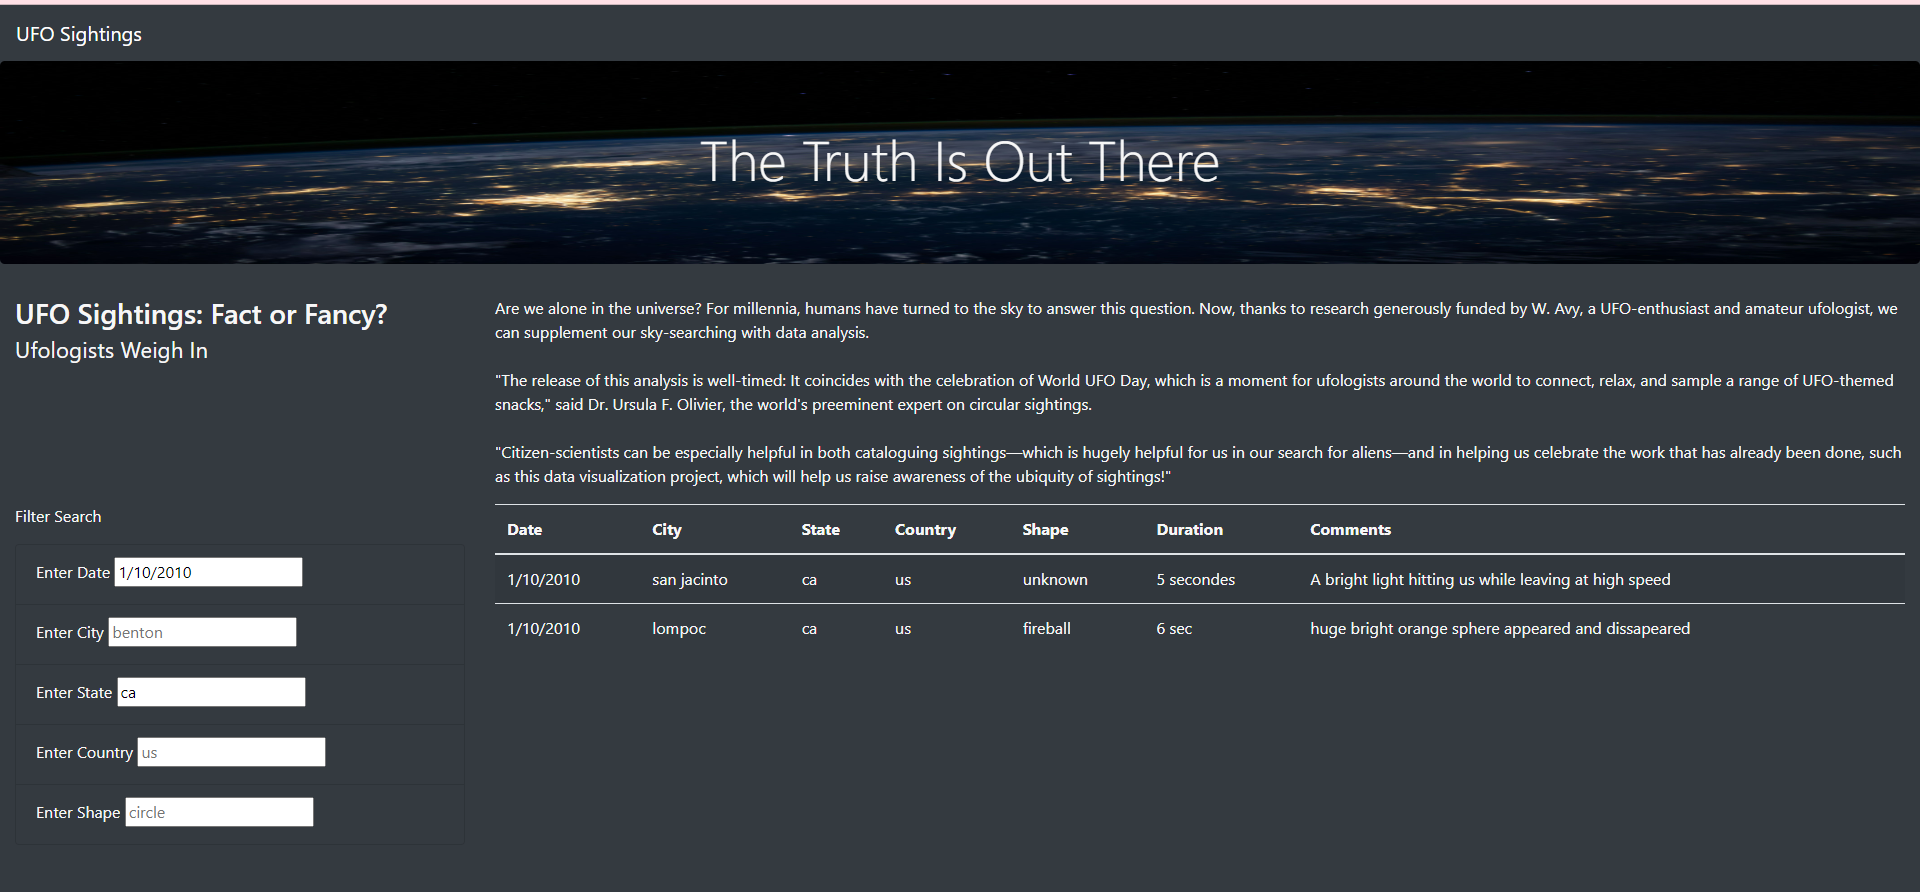 UFO Sightings
The Truth Is Out There
UFO Sightings: Fact or Fancy?
Ufologists Weigh In
Are we alone in the universe? For millennia, humans have turned to the sky to answer this question. Now, thanks to research generously funded by W. Avy, a UFO-enthusiast and amateur ufologist, we
can supplement our sky-searching with data analysis.
"The release of this analysis is well-timed: It coincides with the celebration of World UFO Day, which is a moment for ufologists around the world to connect, relax, and sample a range of UFO-themed
snacks," said Dr. Ursula F. Olivier, the world's preeminent expert on circular sightings.
"Citizen-scientists can be especially helpful in both cataloguing sightings—which is hugely helpful for us in our search for aliens—and in helping us celebrate the work that has already been done, such
as this data visualization project, which will help us raise awareness of the ubiquity of sightings!"
Filter Search
Enter Date 1/10/2010
Enter City benton
Enter State ca
Enter Country us
Enter Shape circle
Date City State Country Shape Duration Comments
1/10/2010 san jacinto ca us unknown 5 secondes A bright light hitting us while leaving at high speed
1/10/2010 lompoc ca us fireball 6 sec huge bright orange sphere appeared and dissapeared